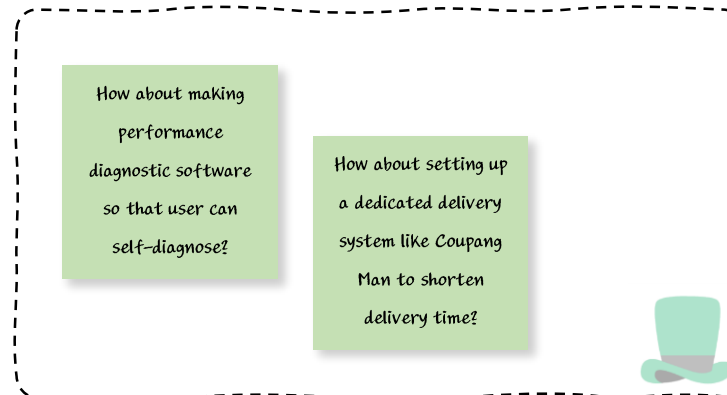 How about making
performance
diagnostic software
so that user can
self-diagnose?
How about setting up
a dedicated delivery
system like Coupang
Man to shorten
delivery time?